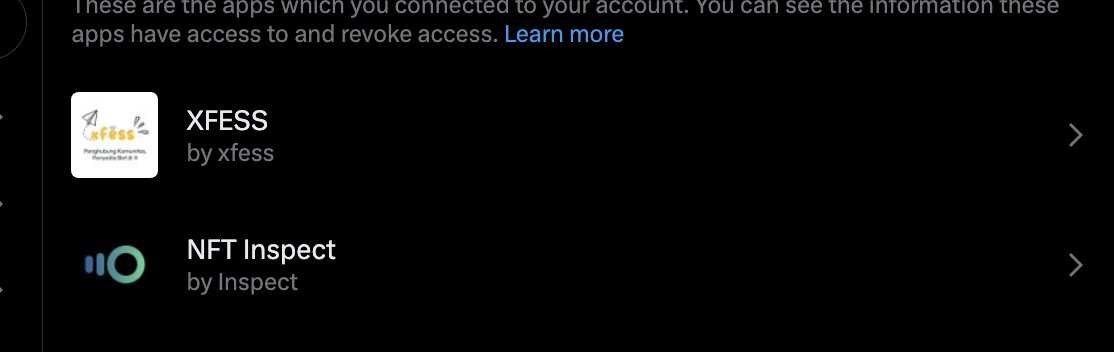 These are the apps which you connected to your account. You can see the information these
apps have access to and revoke access. Learn more
xfess
Penghubung Komunitas,
Penyedia Bot di X
XFESS
by xfess
NFT Inspect
by Inspect